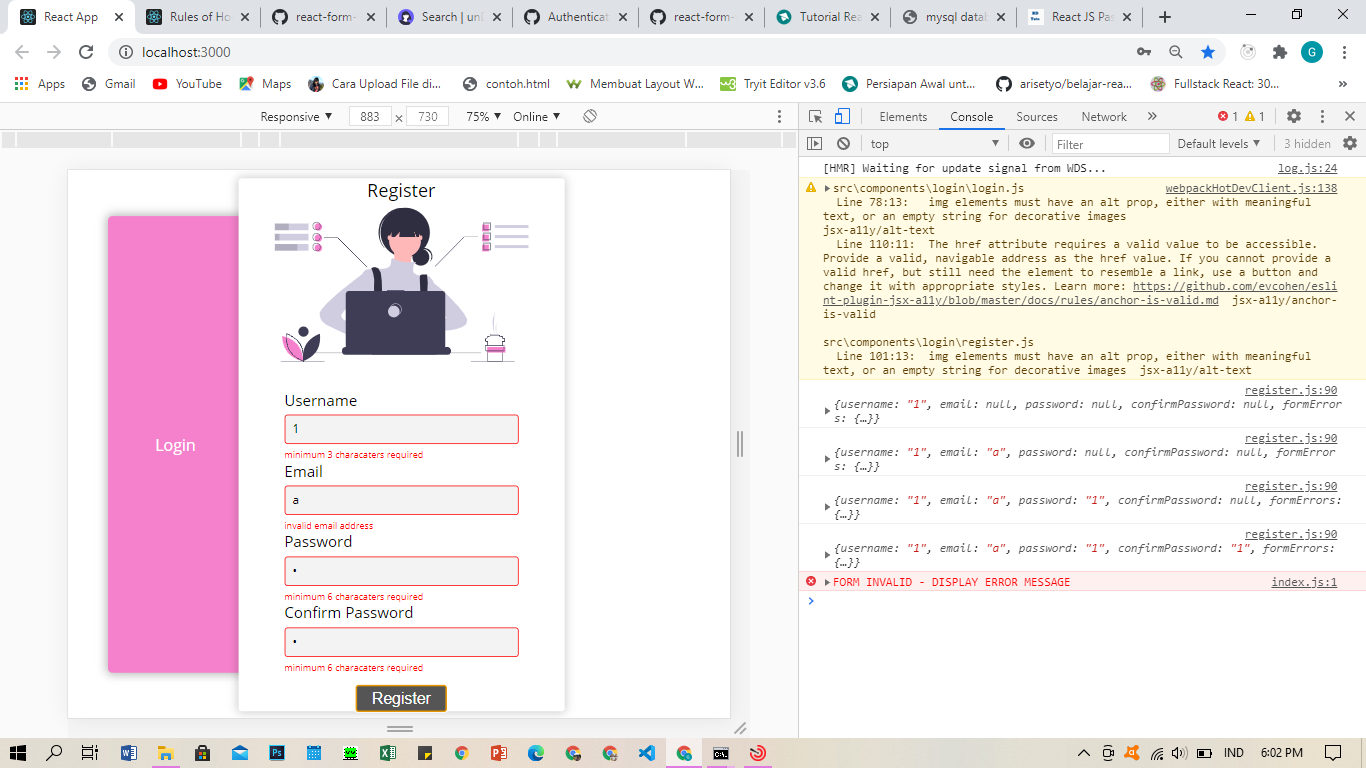 React App
Rules of Ho
react-form-
Search | un
Authenticat
react-form-
Tutorial Rea
mysql datab
React JS Pas
localhost:3000
G
Apps
Gmail
YouTube
Maps
Cara Upload File di...
contoh.html
Membuat Layout W...
Tryit Editor v3.6
Persiapan Awal unt...
arisetyo/belajar-rea...
Fullstack React: 30...
»
Responsive ▼ 883 × 730 75% ▼ Online ▼
Elements Console Sources Network » 1 1
top ▼ Filter Default levels ▼ 3 hidden
Register
Login
Username
1
minimum 3 characaters required
Email
a
invalid email address
Password
•
minimum 6 characaters required
Confirm Password
•
minimum 6 characaters required
Register
[HMR] Waiting for update signal from WDS... log.js:24
src\components\login\login.js webpackHotDevClient.js:138
Line 78:13: img elements must have an alt prop, either with meaningful
text, or an empty string for decorative images
jsx-a11y/alt-text
Line 110:11: The href attribute requires a valid value to be accessible.
Provide a valid, navigable address as the href value. If you cannot provide a
valid href, but still need the element to resemble a link, use a button and
change it with appropriate styles. Learn more: https://github.com/evcohen/esli
nt-plugin-jsx-a11y/blob/master/docs/rules/anchor-is-valid.md jsx-a11y/anchor-
is-valid
src\components\login\register.js
Line 101:13: img elements must have an alt prop, either with meaningful
text, or an empty string for decorative images jsx-a11y/alt-text
register.js:90
{username: "1", email: null, password: null, confirmPassword: null, formError
s: {…}}
register.js:90
{username: "1", email: "a", password: null, confirmPassword: null, formError
s: {…}}
register.js:90
{username: "1", email: "a", password: "1", confirmPassword: null, formErrors:
{…}}
register.js:90
{username: "1", email: "a", password: "1", confirmPassword: "1", formErrors:
{…}}
FORM INVALID - DISPLAY ERROR MESSAGE index.js:1
IND 6:02 PM